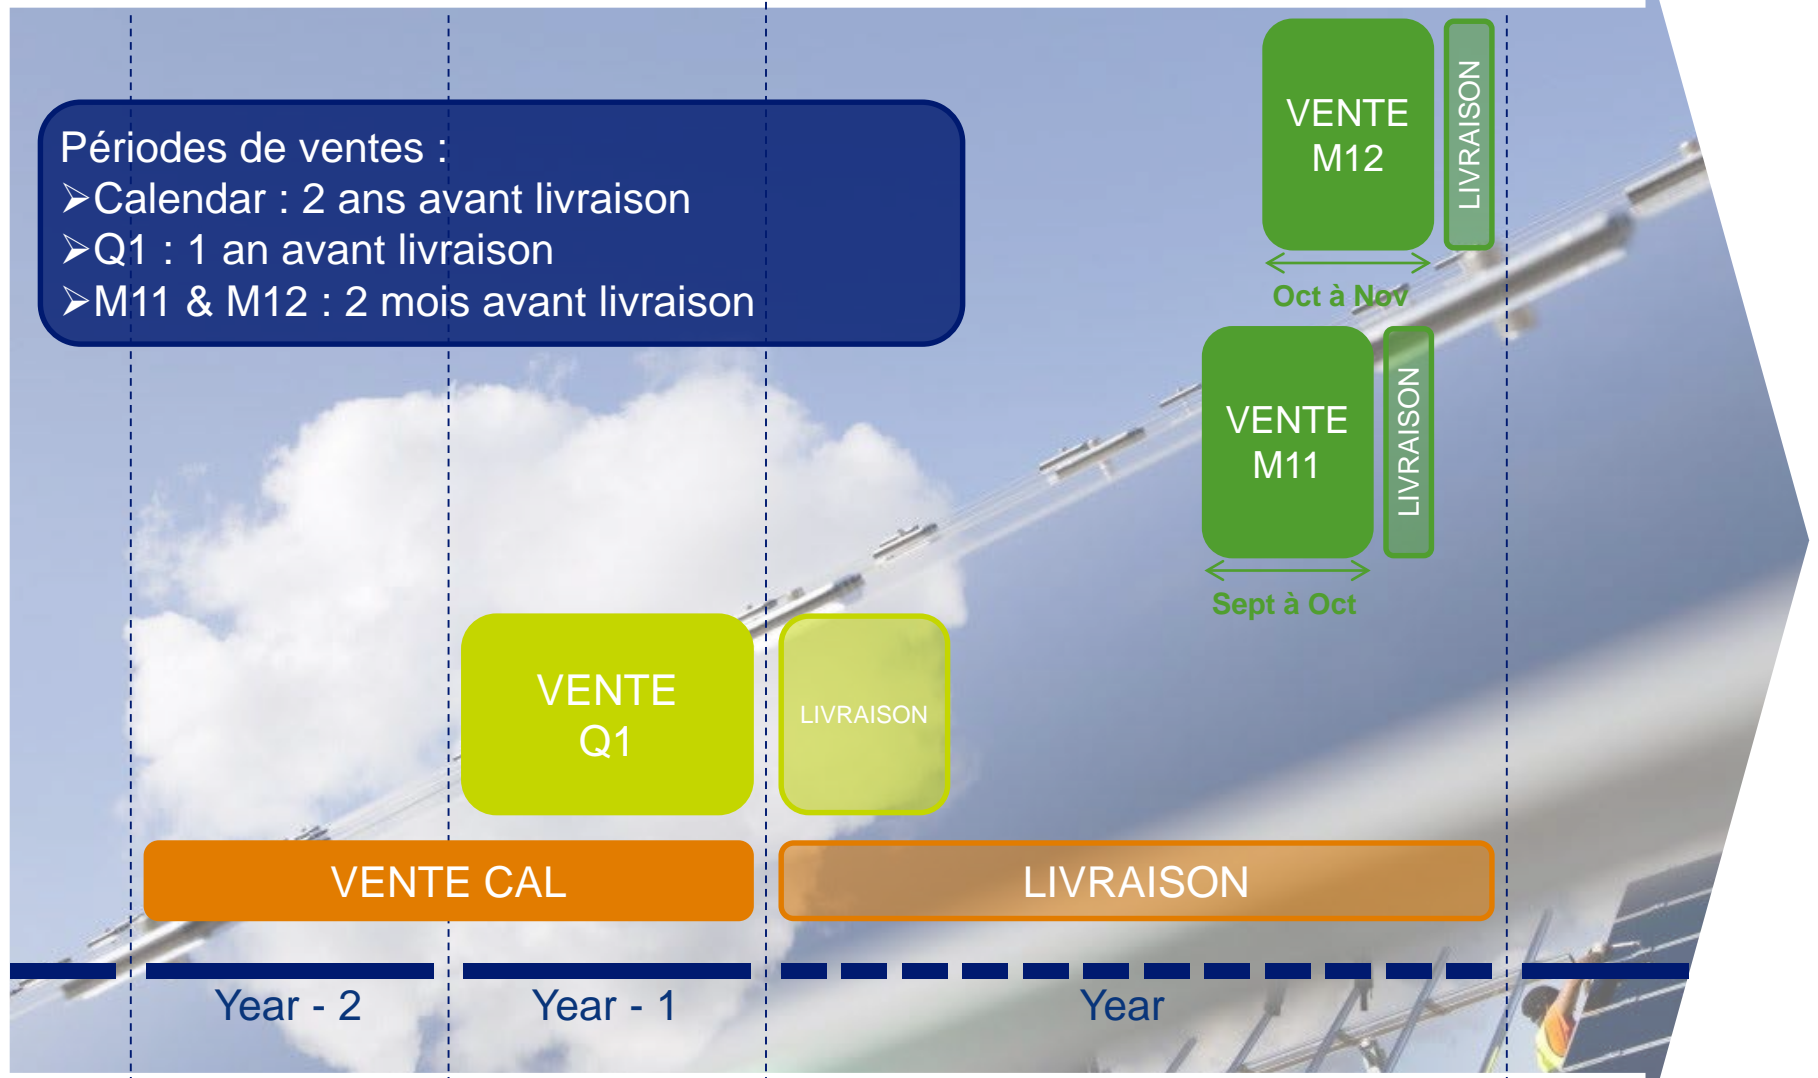 Périodes de ventes :
➢Calendar : 2 ans avant livraison
➢Q1 : 1 an avant livraison
➢M11 & M12 : 2 mois avant livraison
VENTE
M12
LIVRAISON
Oct à Nov
VENTE
M11
LIVRAISON
Sept à Oct
VENTE
Q1
LIVRAISON
VENTE CAL
LIVRAISON
Year - 2
Year - 1
Year